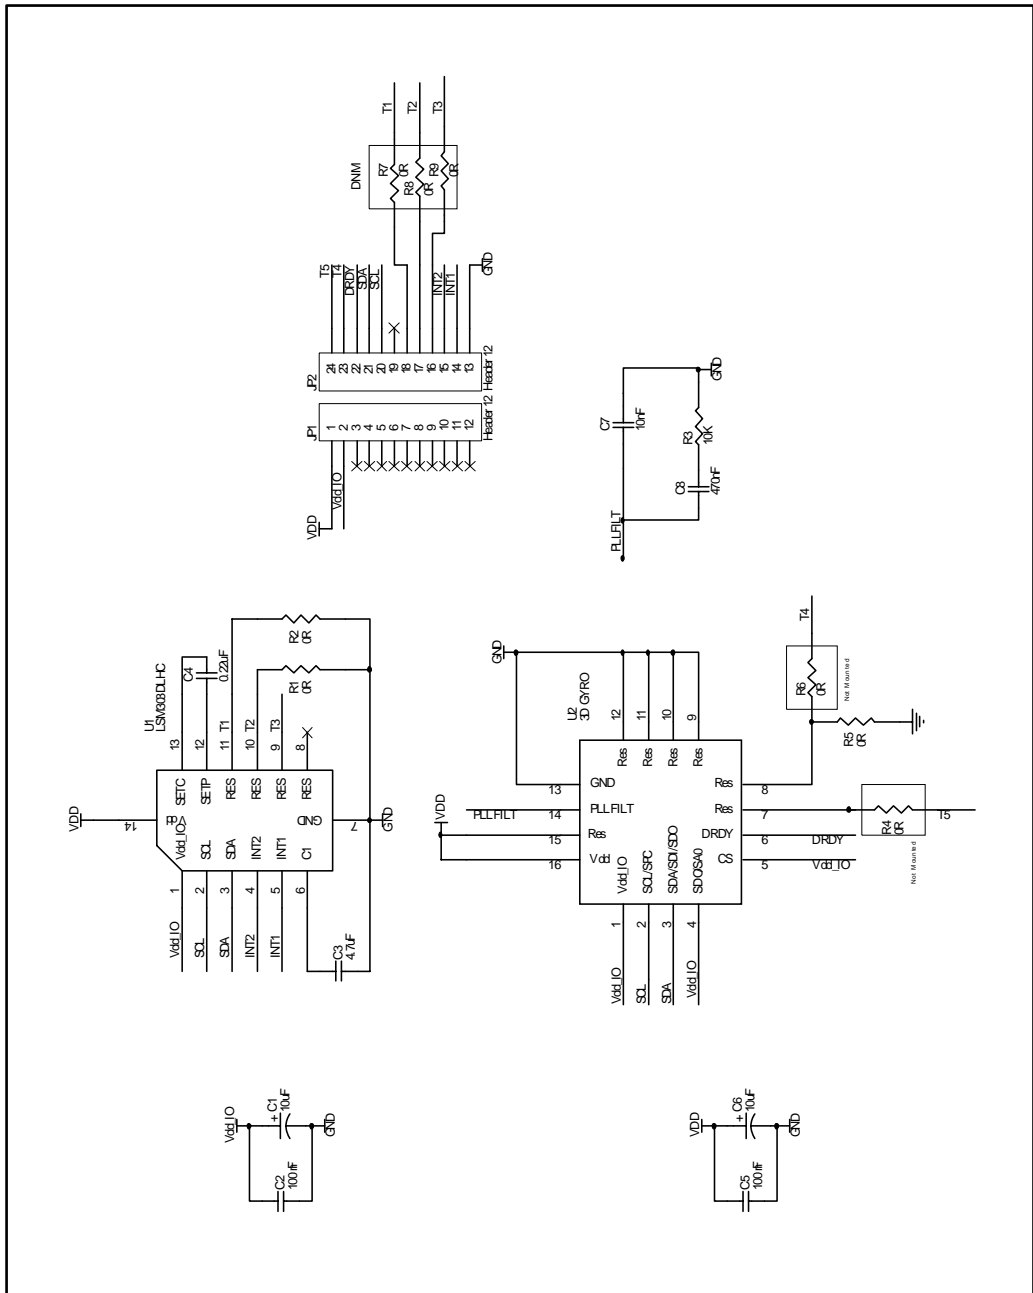 T1
T2
T3
DNM
R7
0R
R8
0R
R9
0R
T5
T4
DRDY
SDA
SCL
INT2
INT1
GND
JP2
24
23
22
21
20
19
18
17
16
15
14
13
Header 12
JP1
1
2
3
4
5
6
7
8
9
10
11
12
Header 12
VDD
Vdd_IO
C7
10nF
GND
R3
10K
C8
470nF
PLLFILT
U1
LSM303DLHC
C4
0.22uF
R2
0R
R1
0R
13
12
11
T1
10
T2
9
T3
8
SETC
SETP
RES
RES
RES
RES
VDD
14
Vdd
GND
7
GND
Vdd_IO
SCL
SDA
INT2
INT1
C1
1
2
3
4
5
6
Vdd_IO
SCL
SDA
INT2
INT1
C3
4.7uF
GND
U2
3D GYRO
12
11
10
9
Res
Res
Res
Res
T4
R6
0R
Not Mounted
R5
0R
VDD
PLLFILT
13
14
15
16
GND
PLLFILT
Res
Vdd
Res
Res
DRDY
CS
8
7
6
5
DRDY
Vdd_IO
R4
0R
T5
Not Mounted
Vdd_IO
SCL/SPC
SDA/SDI/SDO
SDO/SA0
1
2
3
4
Vdd_IO
SCL
SDA
Vdd_IO
Vdd_IO
+ C1
10uF
GND
C2
100nF
VDD
+ C6
10uF
GND
C5
100nF